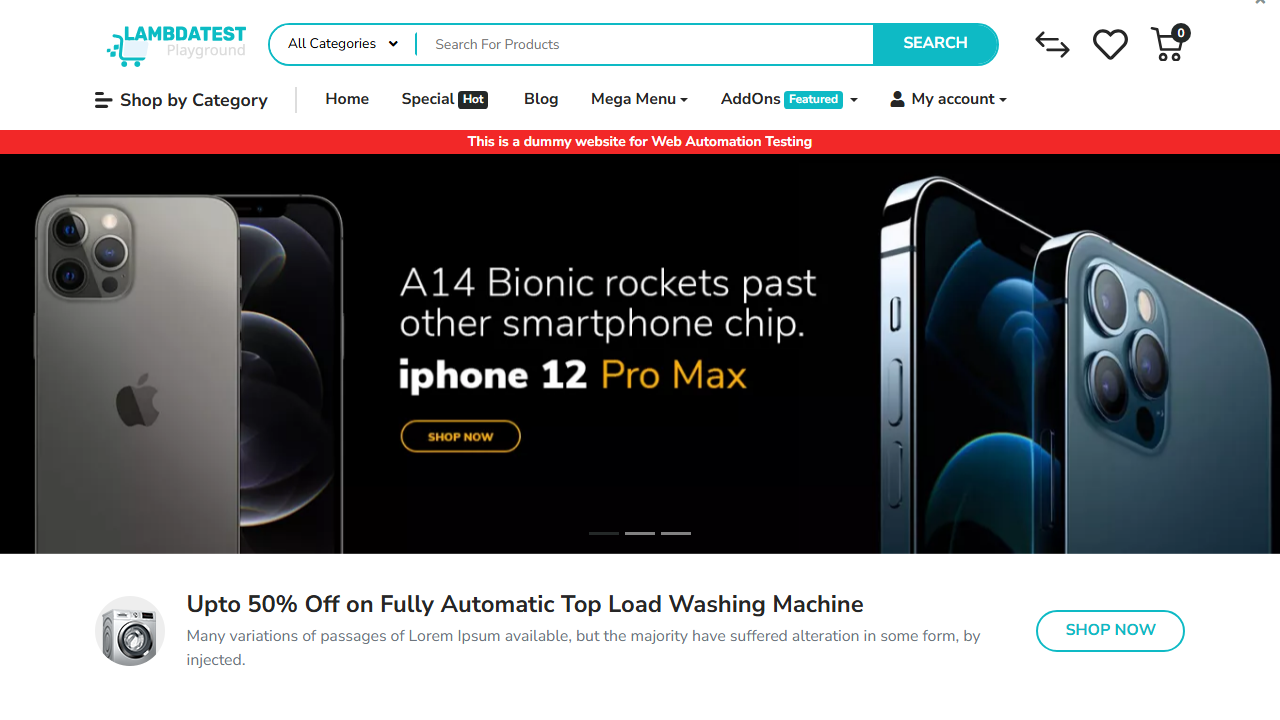 LAMBDATEST
Playground
All Categories
Search For Products
SEARCH
0
Shop by Category
Home
Special Hot
Blog
Mega Menu
AddOns Featured
My account
This is a dummy website for Web Automation Testing
A14 Bionic rockets past
other smartphone chip.
iphone 12 Pro Max
SHOP NOW
Upto 50% Off on Fully Automatic Top Load Washing Machine
Many variations of passages of Lorem Ipsum available, but the majority have suffered alteration in some form, by
injected.
SHOP NOW